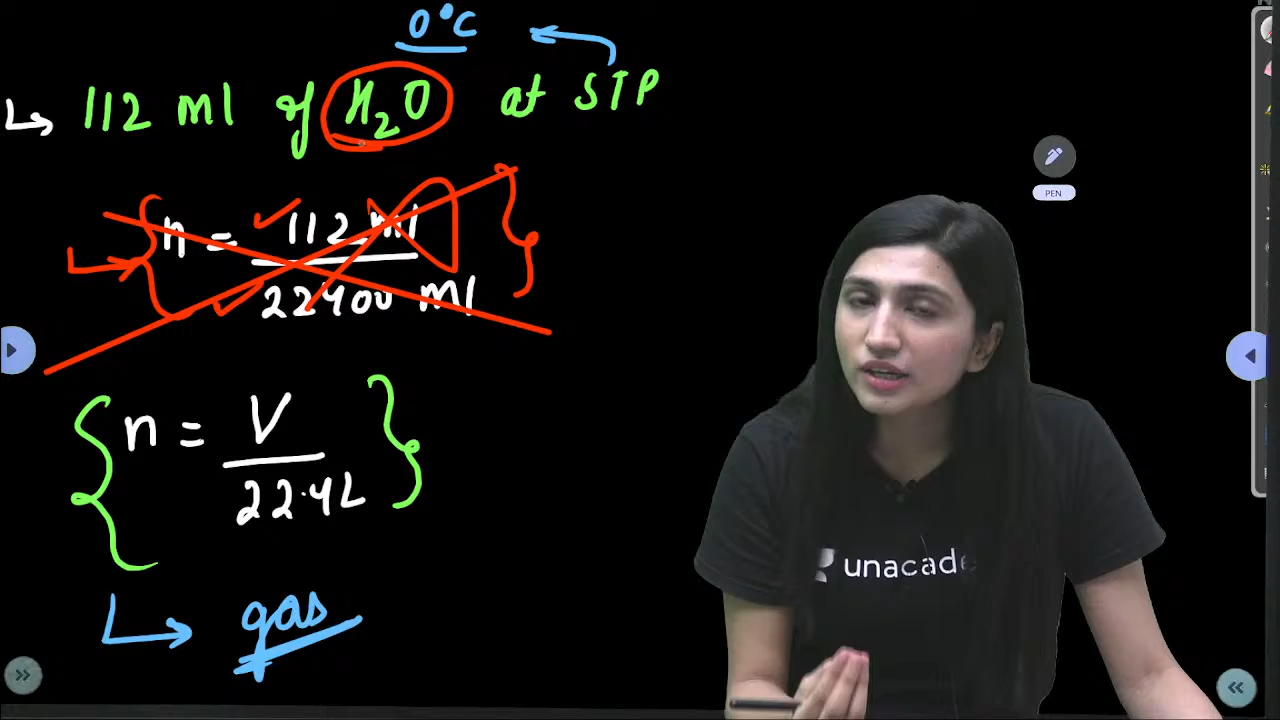 0°C
↳ 112 ml of H₂O at STP
PEN
n = 112 ml
22400 ml
n = V
22.4L
unacade
↳ gas